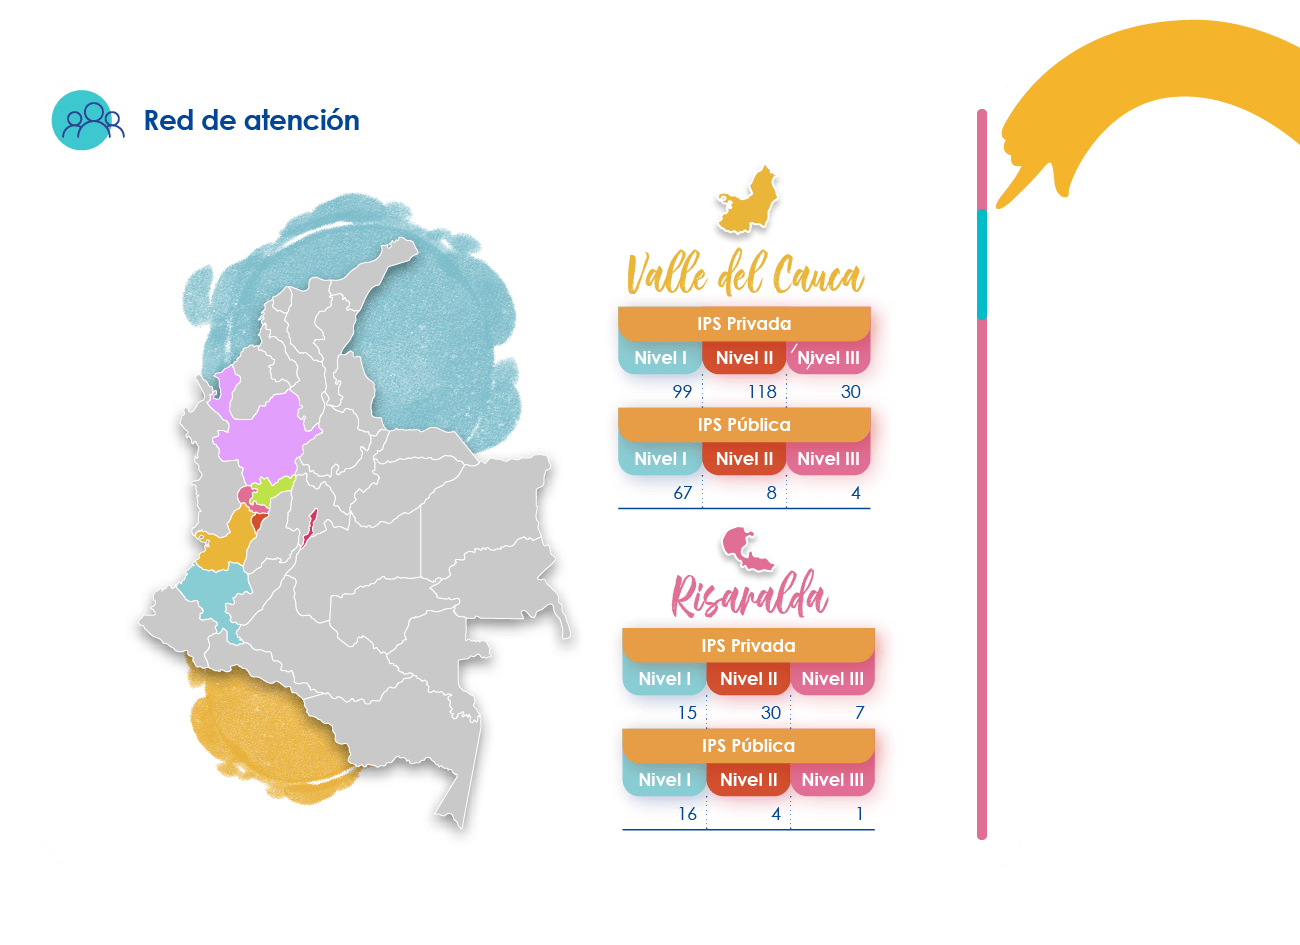 Red de atención
Valle del Cauca
IPS Privada
Nivel I Nivel II Nivel III
99 118 30
IPS Pública
Nivel I Nivel II Nivel III
67 8 4
Risaralda
IPS Privada
Nivel I Nivel II Nivel III
15 30 7
IPS Pública
Nivel I Nivel II Nivel III
16 4 1